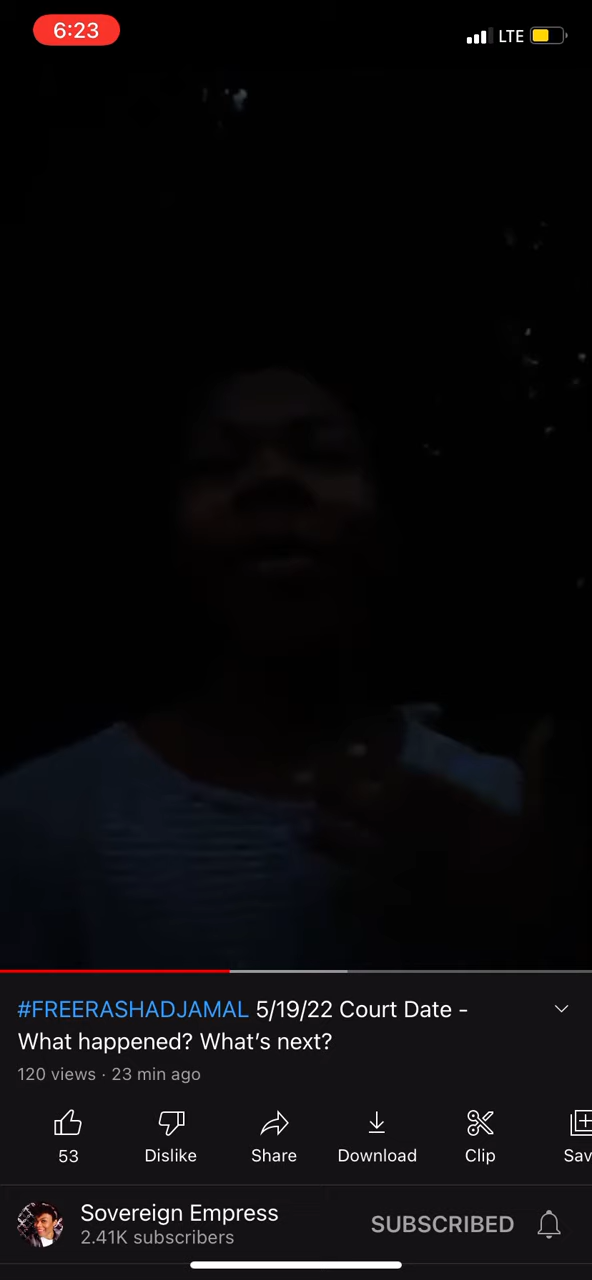 6:23
LTE
#FREERASHADJAMAL 5/19/22 Court Date -
What happened? What's next?
120 views · 23 min ago
53
Dislike
Share
Download
Clip
Sav
Sovereign Empress
2.41K subscribers
SUBSCRIBED